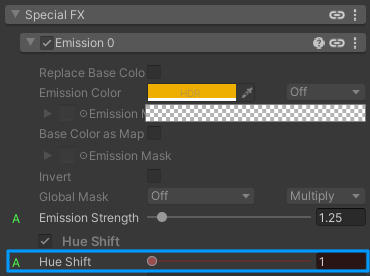 Special FX
Emission 0
Replace Base Colo
Emission Color HDR Off
Emission M
Base Color as Map
Emission Mask
Invert
Global Mask Off Multiply
A Emission Strength 1.25
Hue Shift
A Hue Shift 1